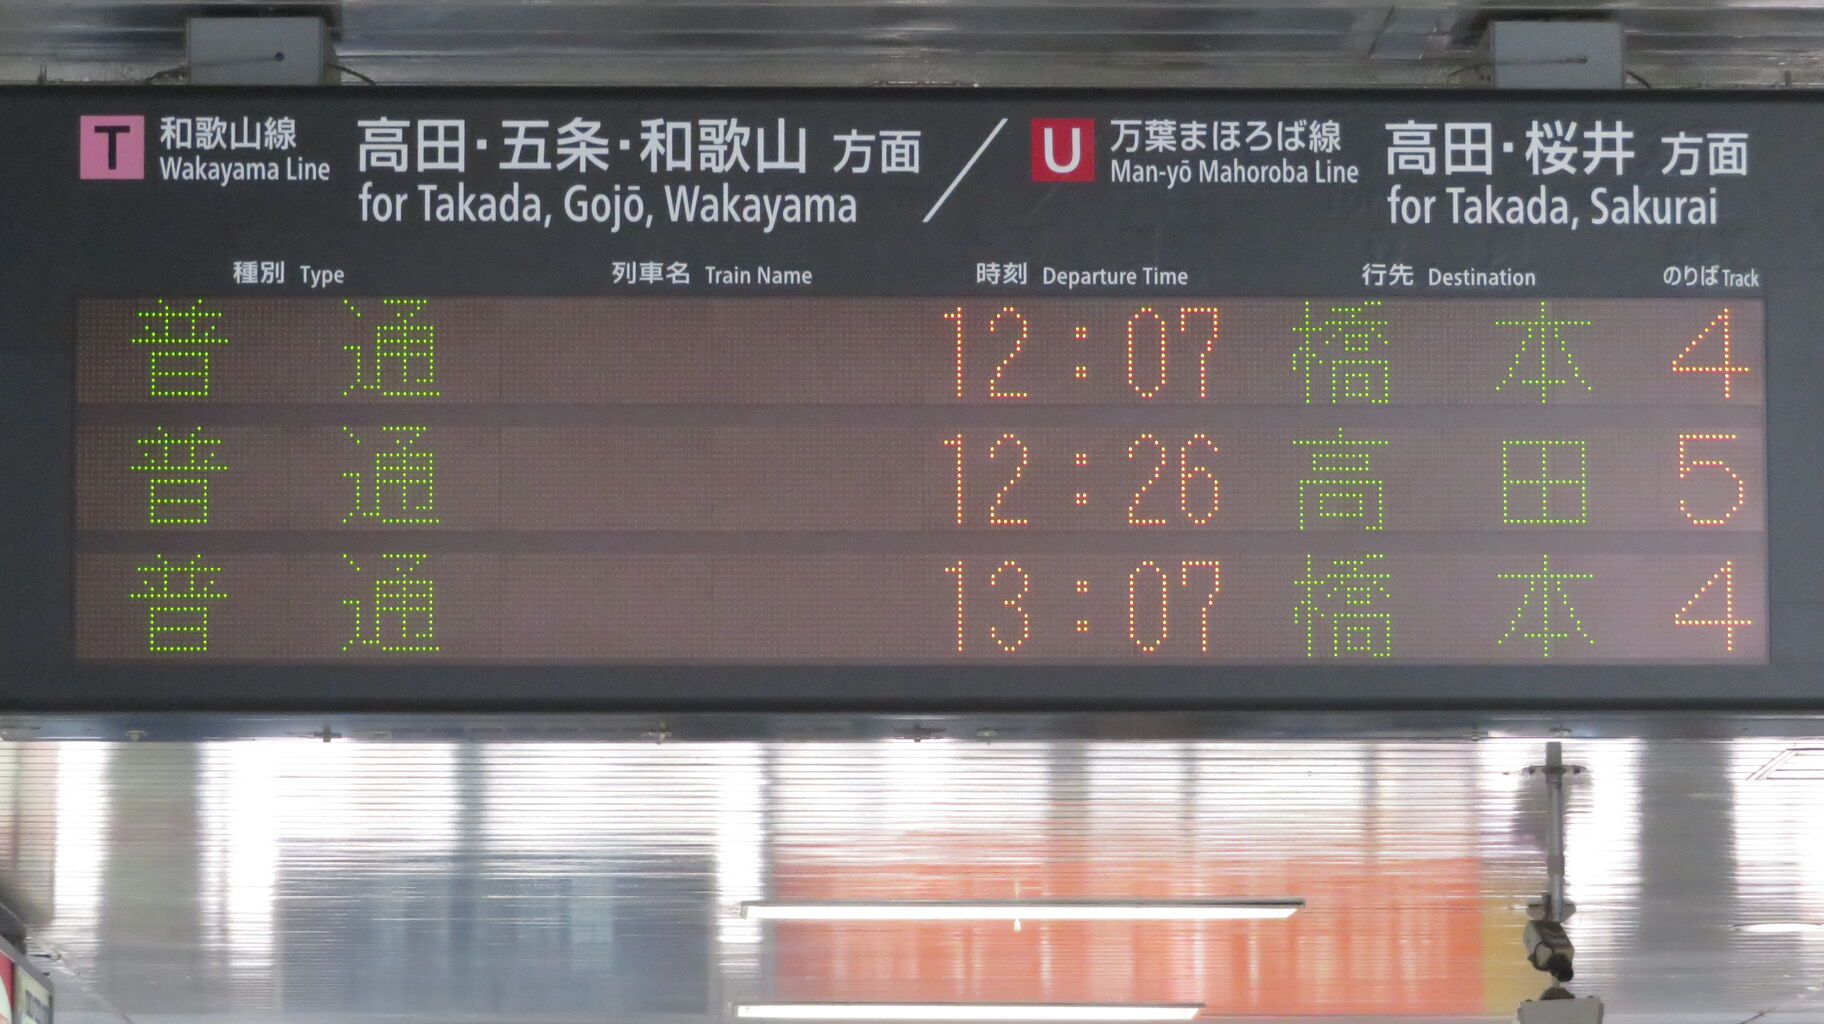 T 和歌山線 高田・五条・和歌山 方面 / U 万葉まほろば線 高田・桜井 方面
Wakayama Line for Takada, Gojō, Wakayama Man-yō Mahoroba Line for Takada, Sakurai
種別 Type 列車名 Train Name 時刻 Departure Time 行先 Destination のりば Track
普通 12:07 橋本 4
普通 12:26 高田 5
普通 13:07 橋本 4